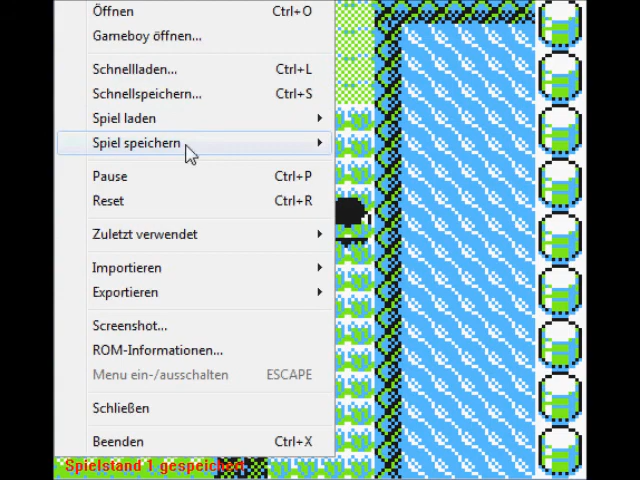 Öffnen Ctrl+O
Gameboy öffnen...
Schnellladen... Ctrl+L
Schnellspeichern... Ctrl+S
Spiel laden
Spiel speichern
Pause Ctrl+P
Reset Ctrl+R
Zuletzt verwendet
Importieren
Exportieren
Screenshot...
ROM-Informationen...
Menu ein-/ausschalten ESCAPE
Schließen
Beenden Ctrl+X
Spielstand 1 gespeichert